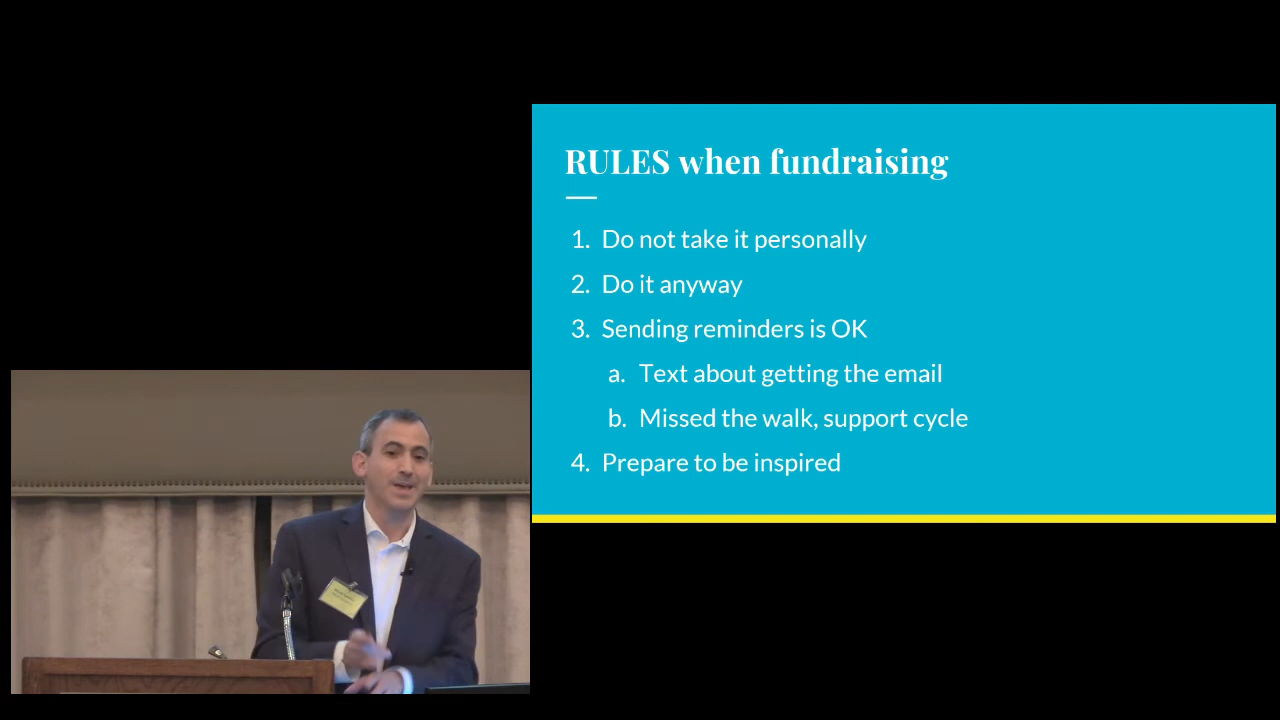 RULES when fundraising
1. Do not take it personally
2. Do it anyway
3. Sending reminders is OK
a. Text about getting the email
b. Missed the walk, support cycle
4. Prepare to be inspired